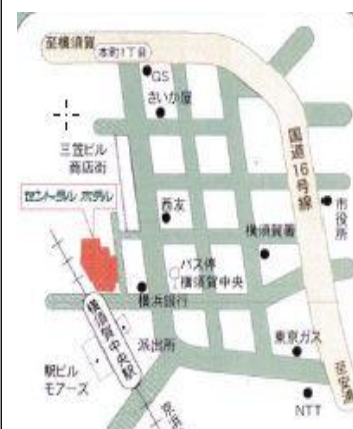 至横須賀
本町1丁目
GS
さいか屋
三笠ビル
商店街
国道16号線
セントラル ホテル
西友
市役所
横須賀署
バス停
横須賀中央
横浜銀行
横須賀中央駅
派出所
東京ガス
駅ビル
モアーズ
京浜
至安浦
NTT